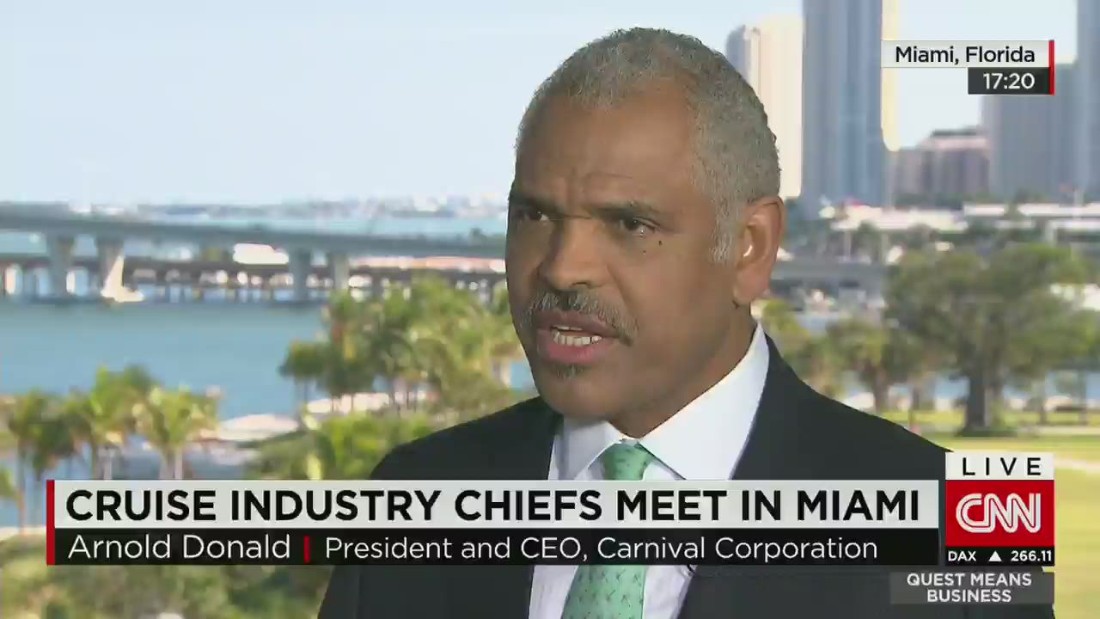 Miami, Florida
17:20
LIVE
CRUISE INDUSTRY CHIEFS MEET IN MIAMI
CNN
Arnold Donald | President and CEO, Carnival Corporation
DAX ▲ 266.11
QUEST MEANS
BUSINESS